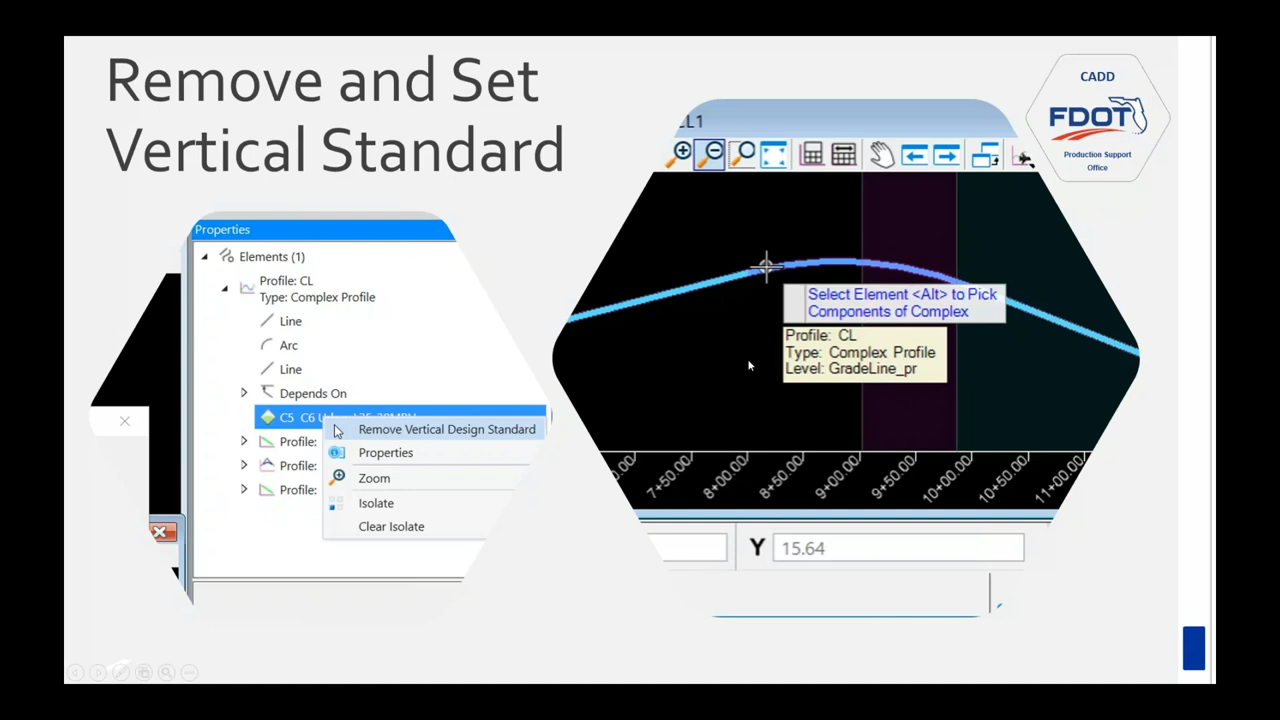 Remove and Set
Vertical Standard
CADD
FDOT
Production Support
Office
Properties
Elements (1)
Profile: CL
Type: Complex Profile
Line
Arc
Line
Depends On
C5 C6
Profile:
Profile:
Profile:
Remove Vertical Design Standard
Properties
Zoom
Isolate
Clear Isolate
CL1
Select Element <Alt> to Pick
Components of Complex
Profile: CL
Type: Complex Profile
Level: GradeLine_pr
7+50.00
8+00.00
8+50.00
9+00.00
9+50.00
10+00.00
10+50.00
11+00.00
Y
15.64